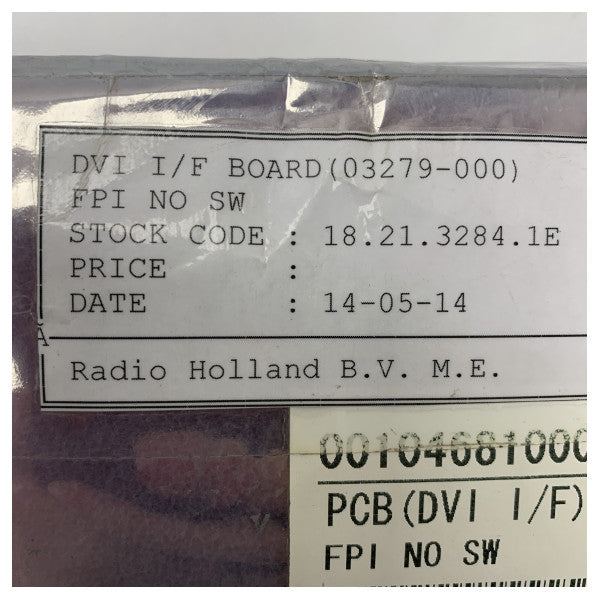 DVI I/F BOARD(03279-000)
FPI NO SW
STOCK CODE : 18.21.3284.1E
PRICE :
DATE : 14-05-14
Radio Holland B.V. M.E.
00104681000
PCB(DVI I/F)
FPI NO SW